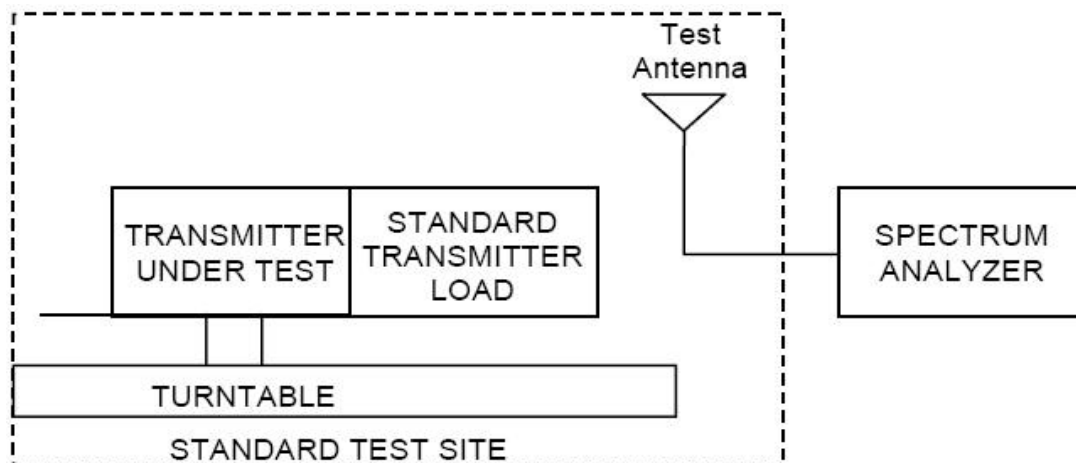 Test
Antenna
TRANSMITTER
UNDER TEST
STANDARD
TRANSMITTER
LOAD
SPECTRUM
ANALYZER
TURNTABLE
STANDARD TEST SITE